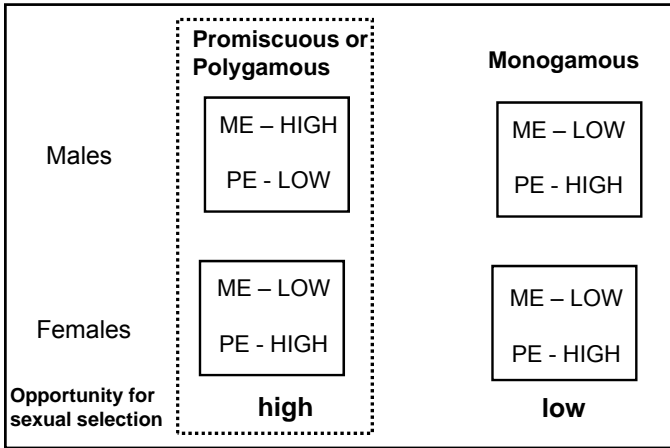 Promiscuous or
Polygamous
Monogamous
Males
ME – HIGH
PE - LOW
ME – LOW
PE - HIGH
Females
ME – LOW
PE - HIGH
ME – LOW
PE - HIGH
Opportunity for
sexual selection
high
low